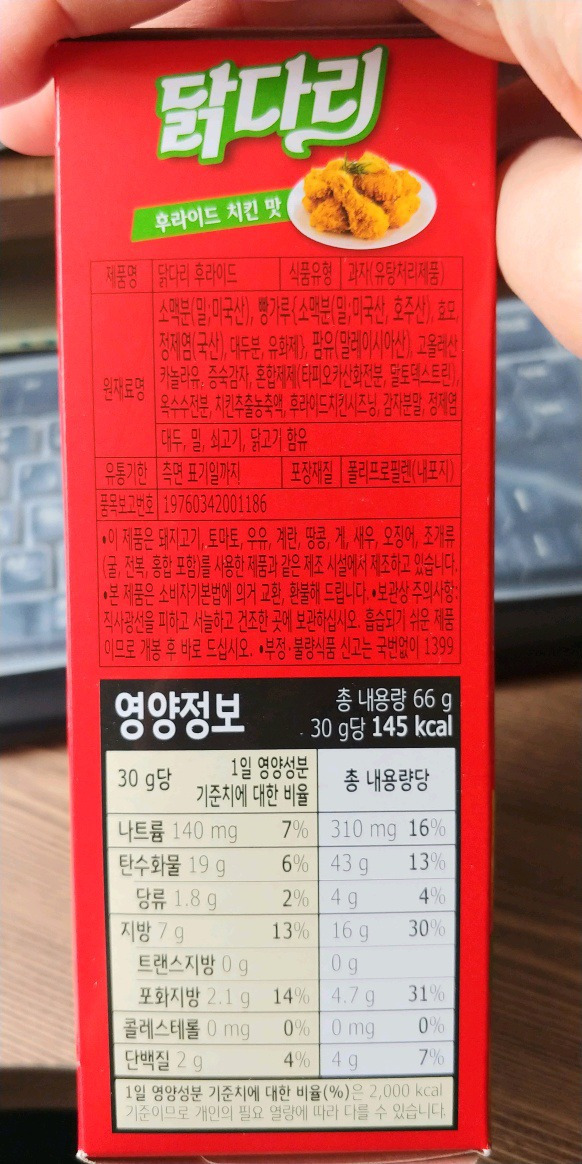 닭다리
후라이드 치킨 맛
제품명 닭다리 후라이드 식품유형 과자(유탕처리제품)
원재료명 소맥분(밀;미국산), 빵가루{소맥분(밀;미국산, 호주산), 효모,
정제염(국산), 대두분, 유화제}, 팜유(말레이시아산), 고올레산
카놀라유, 증숙감자, 혼합제제(타피오카산화전분, 말토덱스트린),
옥수수전분, 치킨추출농축액, 후라이드치킨시즈닝, 감자분말, 정제염
대두, 밀, 쇠고기, 닭고기 함유
유통기한 측면 표기일까지 포장재질 폴리프로필렌(내포지)
품목보고번호 19760342001186
•이 제품은 돼지고기, 토마토, 우유, 계란, 땅콩, 게, 새우, 오징어, 조개류
(굴, 전복, 홍합 포함)를 사용한 제품과 같은 제조 시설에서 제조하고 있습니다.
•본 제품은 소비자기본법에 의거 교환, 환불해 드립니다. •보관상 주의사항:
직사광선을 피하고 서늘하고 건조한 곳에 보관하십시오. 흡습되기 쉬운 제품
이므로 개봉 후 바로 드십시오. •부정·불량식품 신고는 국번없이 1399
영양정보 총 내용량 66 g
30 g당 145 kcal
30 g당 1일 영양성분 기준치에 대한 비율 총 내용량당
나트륨 140 mg 7% 310 mg 16%
탄수화물 19 g 6% 43 g 13%
당류 1.8 g 2% 4 g 4%
지방 7 g 13% 16 g 30%
트랜스지방 0 g 0 g
포화지방 2.1 g 14% 4.7 g 31%
콜레스테롤 0 mg 0% 0 mg 0%
단백질 2 g 4% 4 g 7%
1일 영양성분 기준치에 대한 비율(%)은 2,000 kcal
기준이므로 개인의 필요 열량에 따라 다를 수 있습니다.